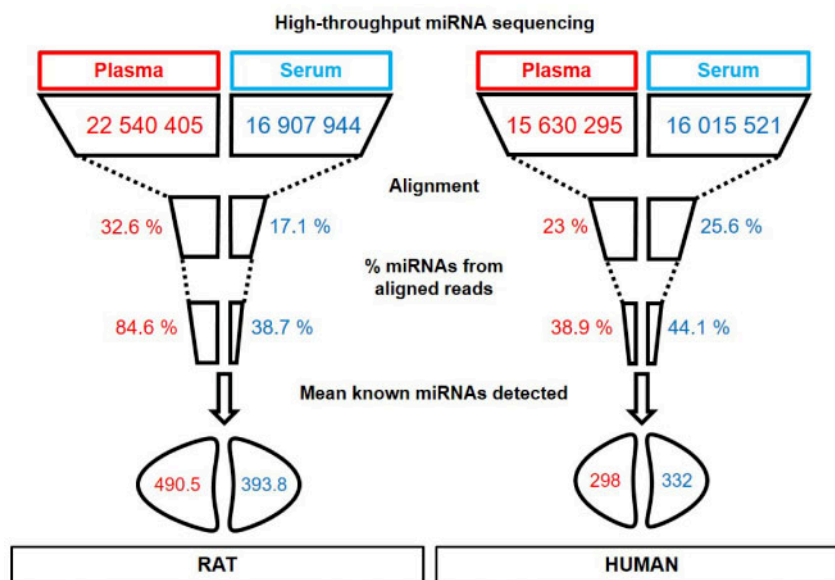 High-throughput miRNA sequencing
Plasma Serum Plasma Serum
22 540 405 16 907 944 15 630 295 16 015 521
Alignment
32.6 % 17.1 % 23 % 25.6 %
% miRNAs from
aligned reads
84.6 % 38.7 % 38.9 % 44.1 %
Mean known miRNAs detected
490.5 393.8 298 332
RAT HUMAN